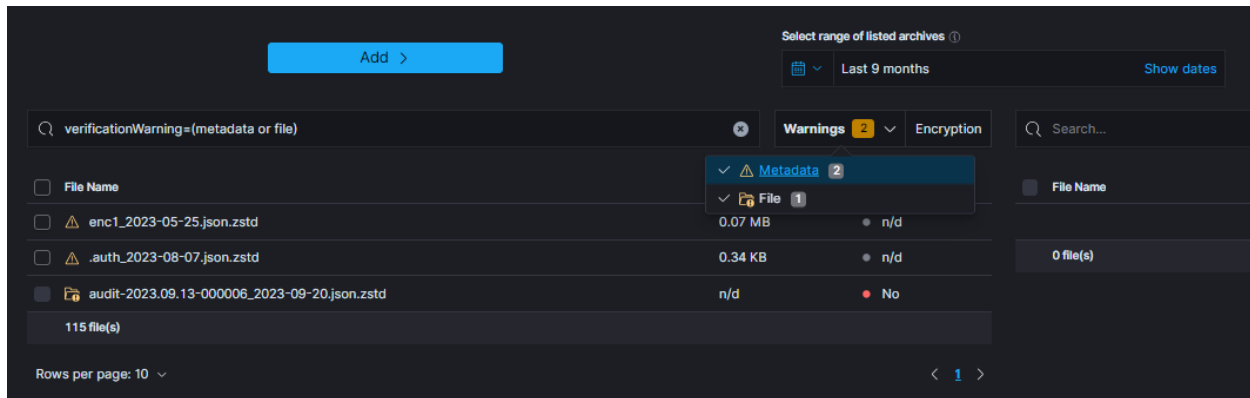 Select range of listed archives
Add >
Last 9 months Show dates
verificationWarning=(metadata or file) Warnings 2 Encryption Search...
Metadata 2
File Name File Name
File 1
enc1_2023-05-25.json.zstd 0.07 MB n/d
.auth_2023-08-07.json.zstd 0.34 KB n/d 0 file(s)
audit-2023.09.13-000006_2023-09-20.json.zstd n/d No
115 file(s)
Rows per page: 10 < 1 >